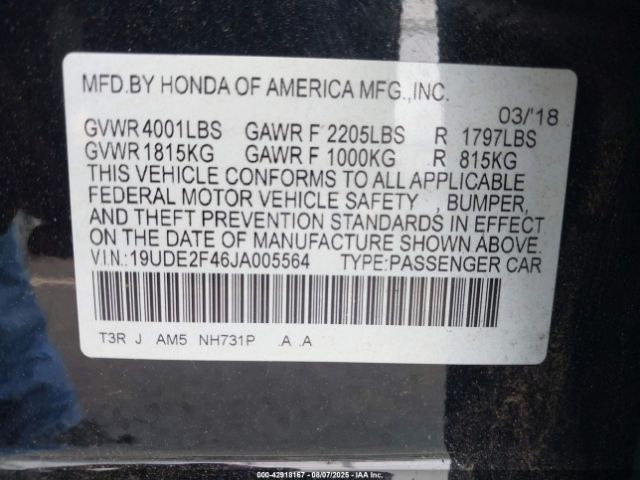 MFD.BY HONDA OF AMERICA MFG.,INC.
03/'18
GVWR 4001LBS GAWR F 2205LBS R 1797LBS
GVWR 1815KG GAWR F 1000KG R 815KG
THIS VEHICLE CONFORMS TO ALL APPLICABLE
FEDERAL MOTOR VEHICLE SAFETY , BUMPER,
AND THEFT PREVENTION STANDARDS IN EFFECT
ON THE DATE OF MANUFACTURE SHOWN ABOVE.
V.I.N.:19UDE2F46JA005564 TYPE:PASSENGER CAR
T3R J AM5 NH731P .A .A
000-42918167 - 08/07/2025 - IAA Inc.